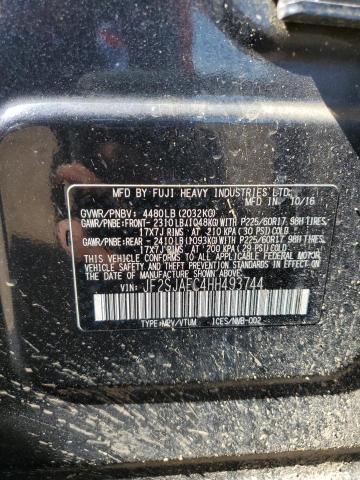 MFD. BY FUJI HEAVY INDUSTRIES LTD.
MFD. IN 10/16
GVWR/PNBV: 4480LB (2032KG)
GAWR/PNBE:FRONT- 2310LB(1048KG) WITH P225/60R17 98H TIRES,
17X7J RIMS AT 210 KPA (30 PSI) COLD.
GAWR/PNBE:REAR - 2410LB(1093KG) WITH P225/60R17 98H TIRES,
17X7J RIMS AT 200 KPA (29 PSI) COLD.
THIS VEHICLE CONFORMS TO ALL APPLICABLE FEDERAL
MOTOR VEHICLE SAFETY STANDARDS IN EFFECT ON THE
DATE OF MANUFACTURE SHOWN ABOVE.
VIN: JF2SJAEC4HH493744
TYPE:MPV/VTUM ICES/NMB-002